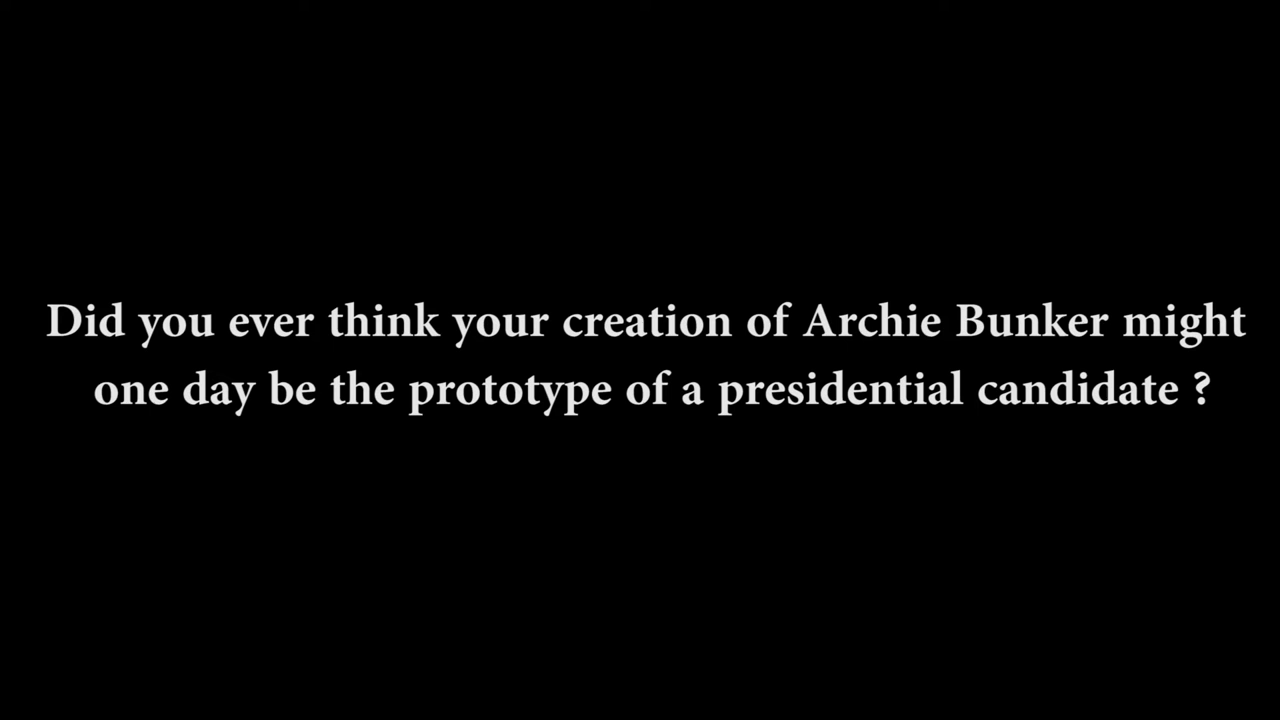 Did you ever think your creation of Archie Bunker might
one day be the prototype of a presidential candidate ?